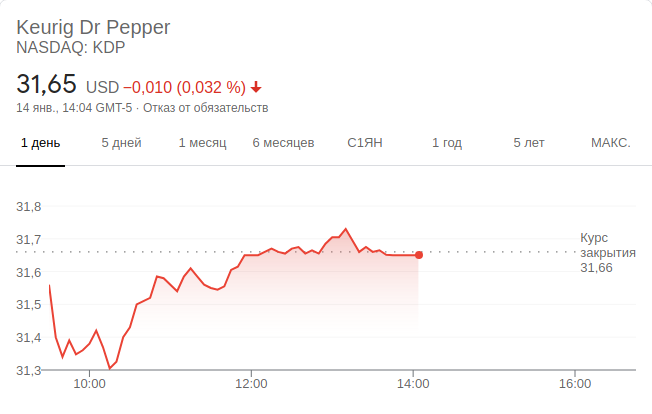 Keurig Dr Pepper
NASDAQ: KDP
31,65 USD −0,010 (0,032 %)
14 янв., 14:04 GMT-5 · Отказ от обязательств
1 день 5 дней 1 месяц 6 месяцев С1ЯН 1 год 5 лет МАКС.
31,8
31,7
31,6
31,5
31,4
31,3
Курс
закрытия
31,66
10:00 12:00 14:00 16:00